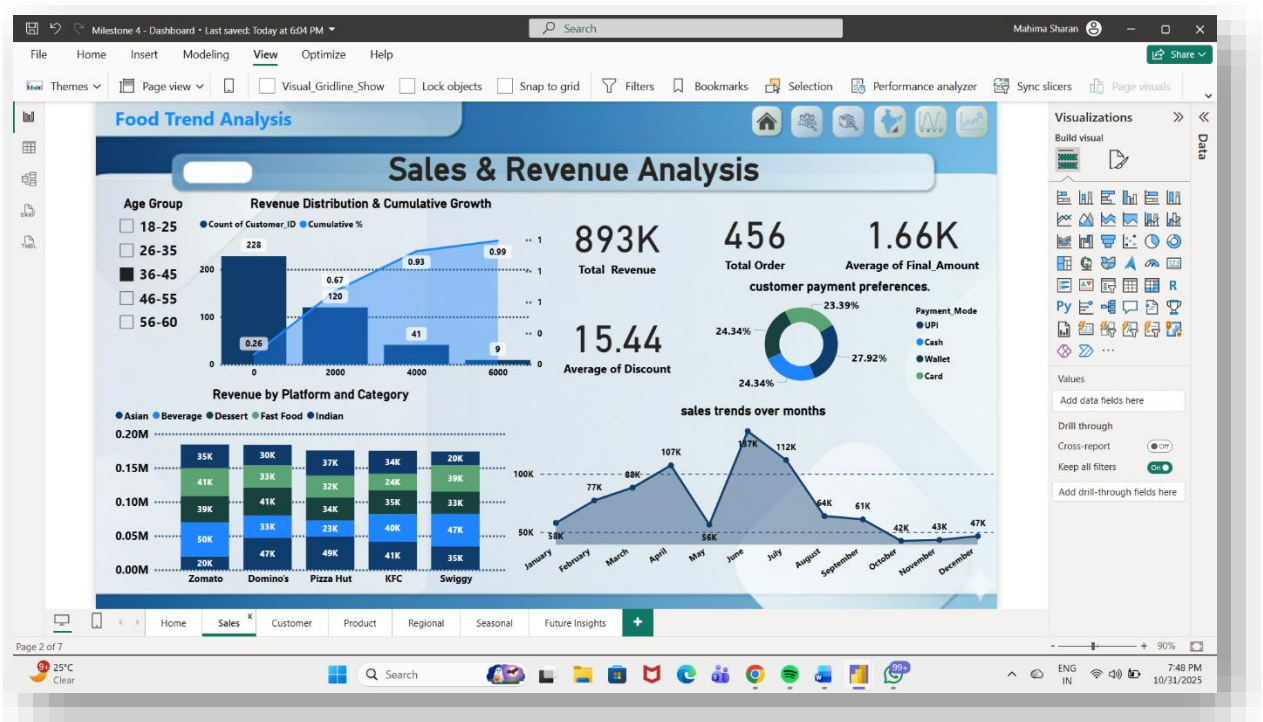 Milestone 4 - Dashboard • Last saved: Today at 6:04 PM
Search
Mahima Sharan
File Home Insert Modeling View Optimize Help
Share
Themes Page view Visual_Gridline_Show Lock objects Snap to grid Filters Bookmarks Selection Performance analyzer Sync slicers Page visuals
Food Trend Analysis
Sales & Revenue Analysis
Age Group
18-25
26-35
36-45
46-55
56-60
Revenue Distribution & Cumulative Growth
Count of Customer_ID Cumulative %
228
0.67
120
0.93
0.99
0.26
41
9
200
100
0
1
1
1
0
0
0 2000 4000 6000
893K
Total Revenue
456
Total Order
1.66K
Average of Final_Amount
15.44
Average of Discount
customer payment preferences.
23.39%
24.34%
27.92%
24.34%
Payment_Mode
UPI
Cash
Wallet
Card
Revenue by Platform and Category
Asian Beverage Dessert Fast Food Indian
0.20M
0.15M
0.10M
0.05M
0.00M
35K 30K 37K 34K 20K
41K 33K 32K 24K 39K
39K 41K 34K 35K 33K
50K 33K 23K 40K 47K
20K 47K 49K 41K 35K
Zomato Domino's Pizza Hut KFC Swiggy
sales trends over months
100K
50K
58K 77K 88K 107K 56K 137K 112K 64K 61K 42K 43K 47K
January February March April May June July August September October November December
Visualizations
Build visual
Data
R
Py
123
Values
Add data fields here
Drill through
Cross-report Off
Keep all filters On
Add drill-through fields here
Home Sales x Customer Product Regional Seasonal Future Insights +
Page 2 of 7
- + 90%
9+
25°C
Clear
Search
99+
ENG
IN
7:48 PM
10/31/2025